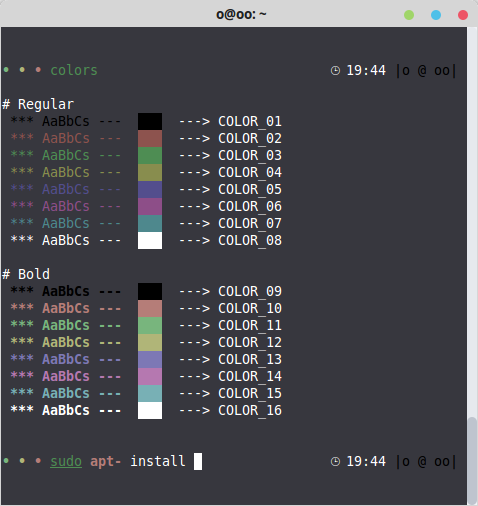 o@oo: ~
• • • colors 19:44 |o @ oo|
# Regular
*** AaBbCs --- ---> COLOR_01
*** AaBbCs --- ---> COLOR_02
*** AaBbCs --- ---> COLOR_03
*** AaBbCs --- ---> COLOR_04
*** AaBbCs --- ---> COLOR_05
*** AaBbCs --- ---> COLOR_06
*** AaBbCs --- ---> COLOR_07
*** AaBbCs --- ---> COLOR_08
# Bold
*** AaBbCs --- ---> COLOR_09
*** AaBbCs --- ---> COLOR_10
*** AaBbCs --- ---> COLOR_11
*** AaBbCs --- ---> COLOR_12
*** AaBbCs --- ---> COLOR_13
*** AaBbCs --- ---> COLOR_14
*** AaBbCs --- ---> COLOR_15
*** AaBbCs --- ---> COLOR_16
• • • sudo apt- install 19:44 |o @ oo|